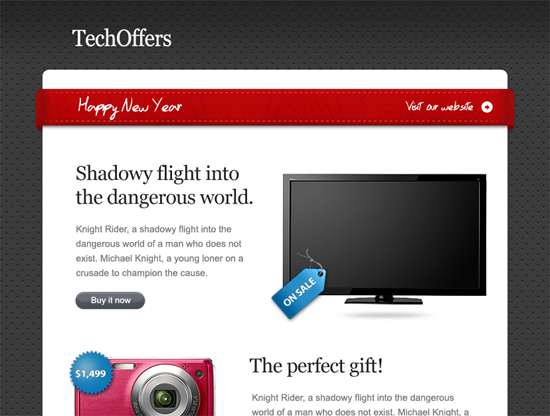 TechOffers
Happy New Year
Visit our website
Shadowy flight into
the dangerous world.
Knight Rider, a shadowy flight into the
dangerous world of a man who does not
exist. Michael Knight, a young loner on a
crusade to champion the cause.
Buy it now
ON SALE
$1,499
The perfect gift!
Knight Rider, a shadowy flight into the dangerous
world of a man who does not exist. Michael Knight, a